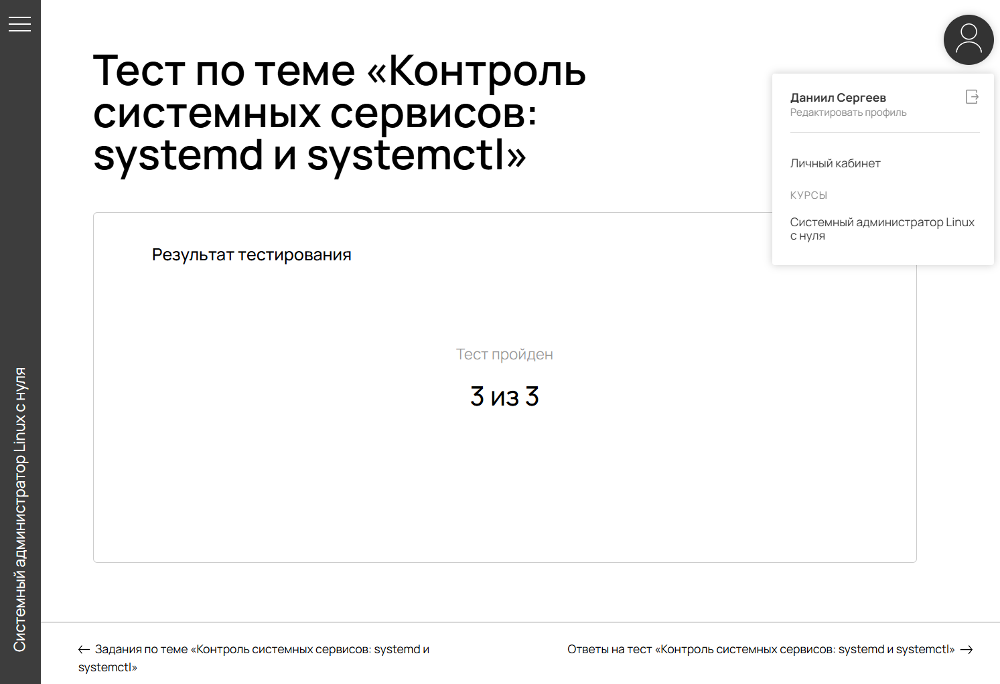 Тест по теме «Контроль
системных сервисов:
systemd и systemctl»
Даниил Сергеев
Редактировать профиль
Личный кабинет
КУРСЫ
Системный администратор Linux
с нуля
Результат тестирования
Тест пройден
3 из 3
Системный администратор Linux с нуля
← Задания по теме «Контроль системных сервисов: systemd и
systemctl»
Ответы на тест «Контроль системных сервисов: systemd и systemctl» →